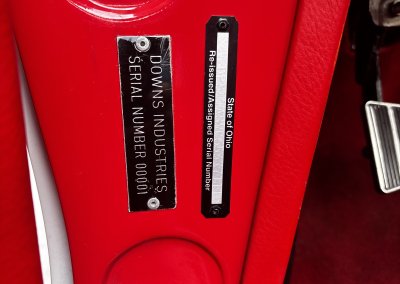 DOWNS INDUSTRIES
SERIAL NUMBER 00001
State of Ohio
Re-issued/Assigned Serial Number